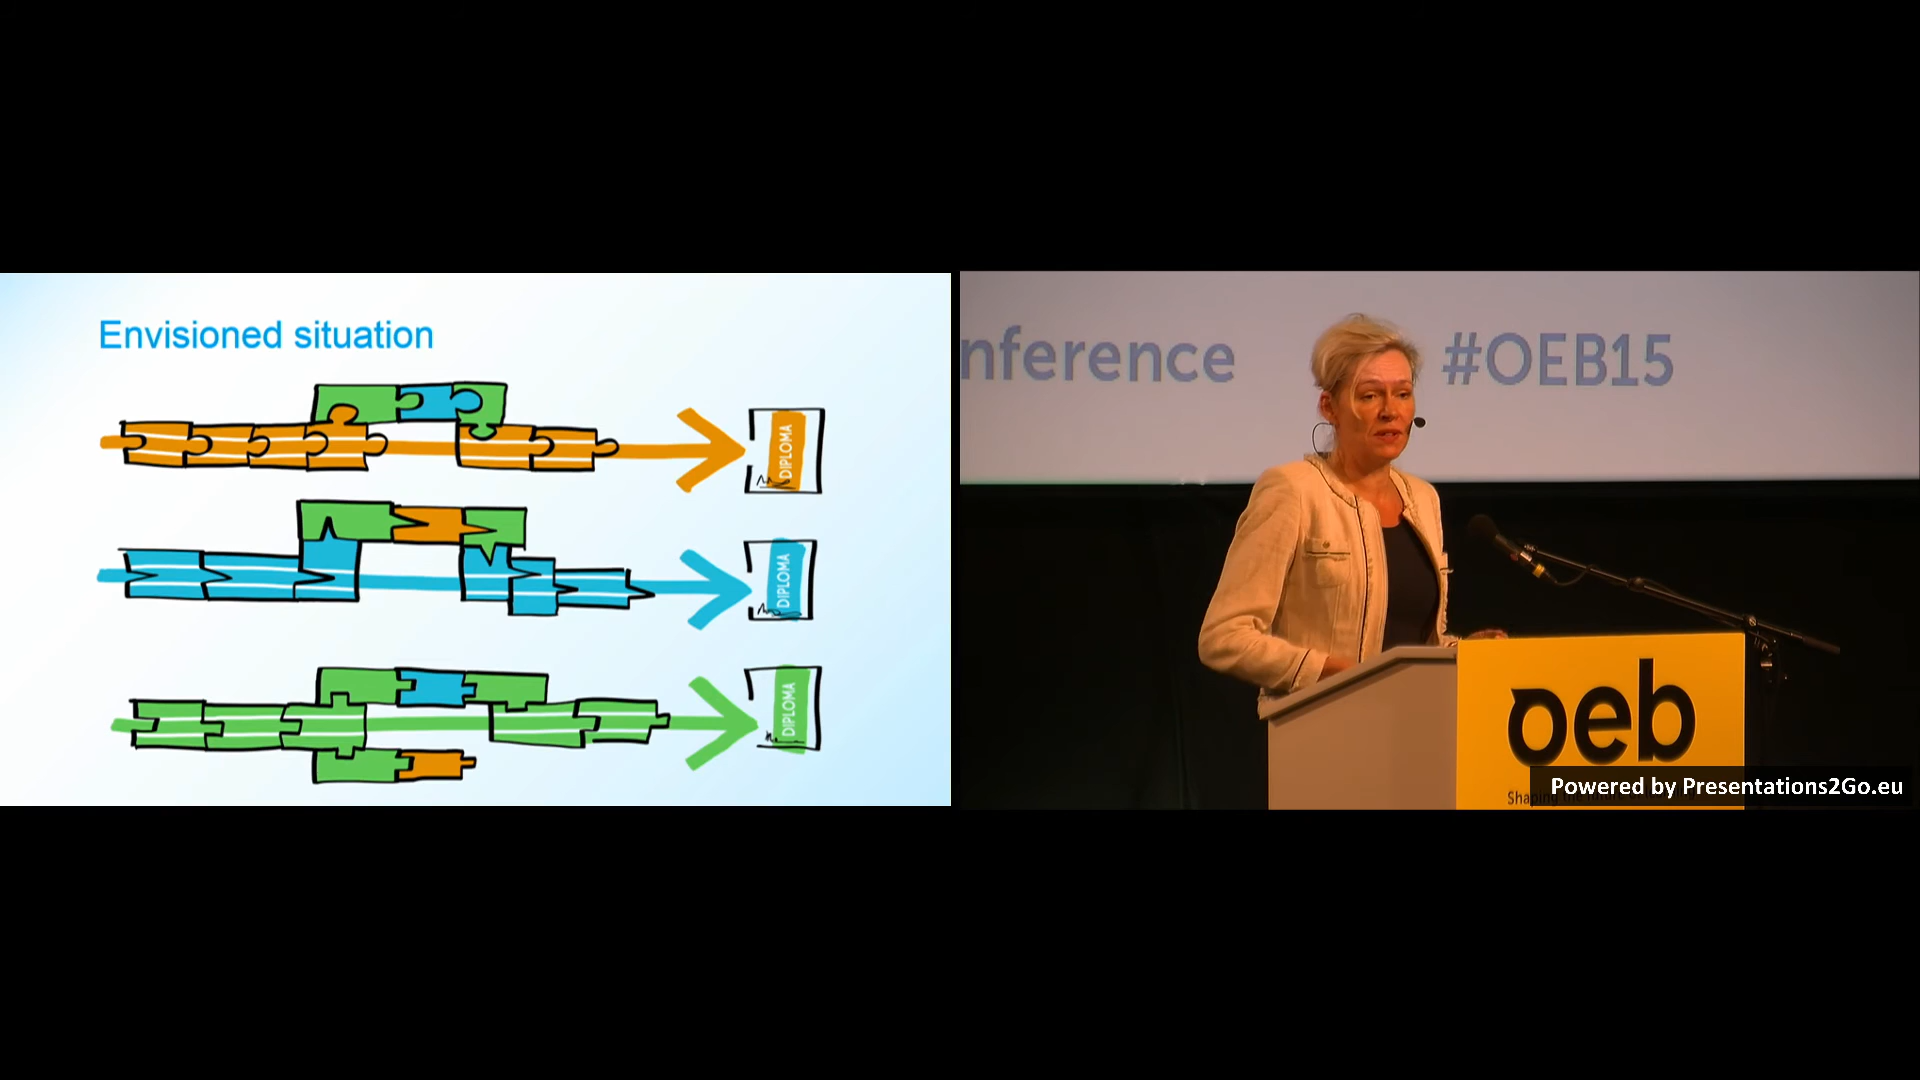 Envisioned situation
DIPLOMA
DIPLOMA
DIPLOMA
nference #OEB15
oeb
Powered by Presentations2Go.eu